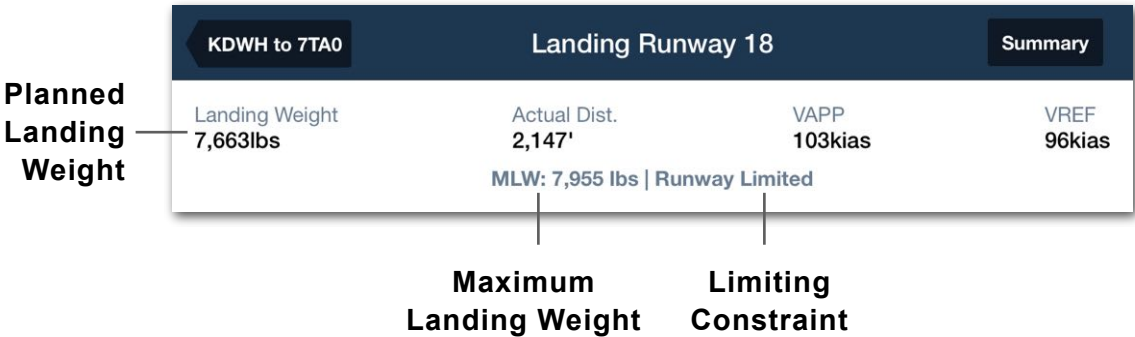 KDWH to 7TA0
Landing Runway 18
Summary
Planned
Landing
Weight
Landing Weight
7,663lbs
Actual Dist.
2,147'
VAPP
103kias
VREF
96kias
MLW: 7,955 lbs | Runway Limited
Maximum
Landing Weight
Limiting
Constraint